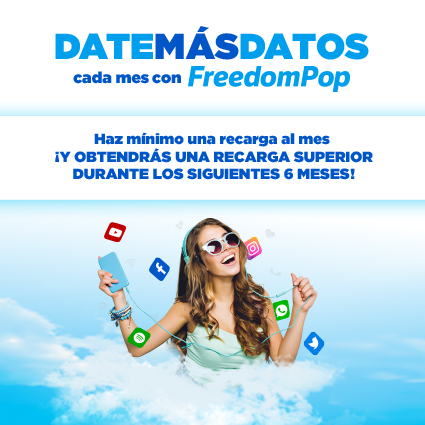 DATEMÁSDATOS
cada mes con FreedomPop
Haz mínimo una recarga al mes
¡Y OBTENDRÁS UNA RECARGA SUPERIOR
DURANTE LOS SIGUIENTES 6 MESES!